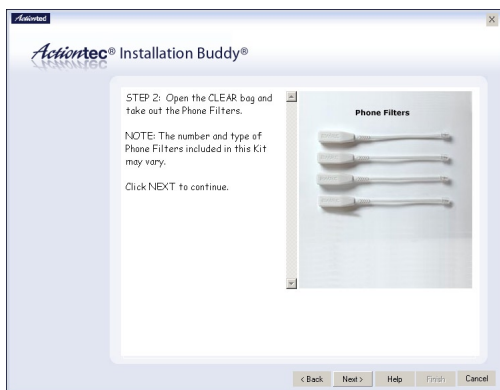 Actiontec
Actiontec® Installation Buddy®
STEP 2: Open the CLEAR bag and
take out the Phone Filters.
NOTE: The number and type of
Phone Filters included in this Kit
may vary.
Click NEXT to continue.
Phone Filters
< Back
Next >
Help
Finish
Cancel